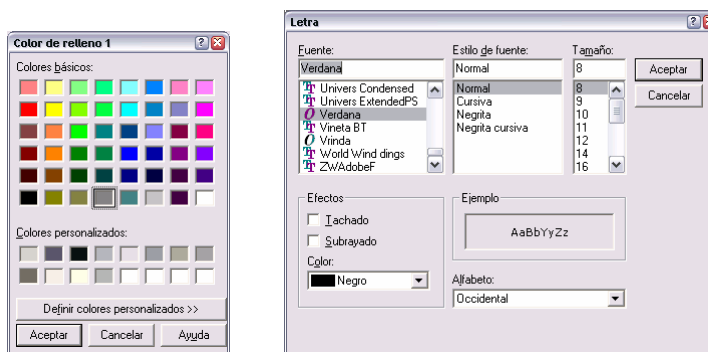 Color de relleno 1
Colores básicos:
Colores personalizados:
Definir colores personalizados >>
Aceptar
Cancelar
Ayuda
Letra
Fuente:
Verdana
Univers Condensed
Univers ExtendedPS
Verdana
Vineta BT
Vrinda
World Wind dings
ZWAdobeF
Estilo de fuente:
Normal
Normal
Cursiva
Negrita
Negrita cursiva
Tamaño:
8
8
9
10
11
12
14
16
Aceptar
Cancelar
Efectos
Tachado
Subrayado
Color:
Negro
Ejemplo
AaBbYyZz
Alfabeto:
Occidental